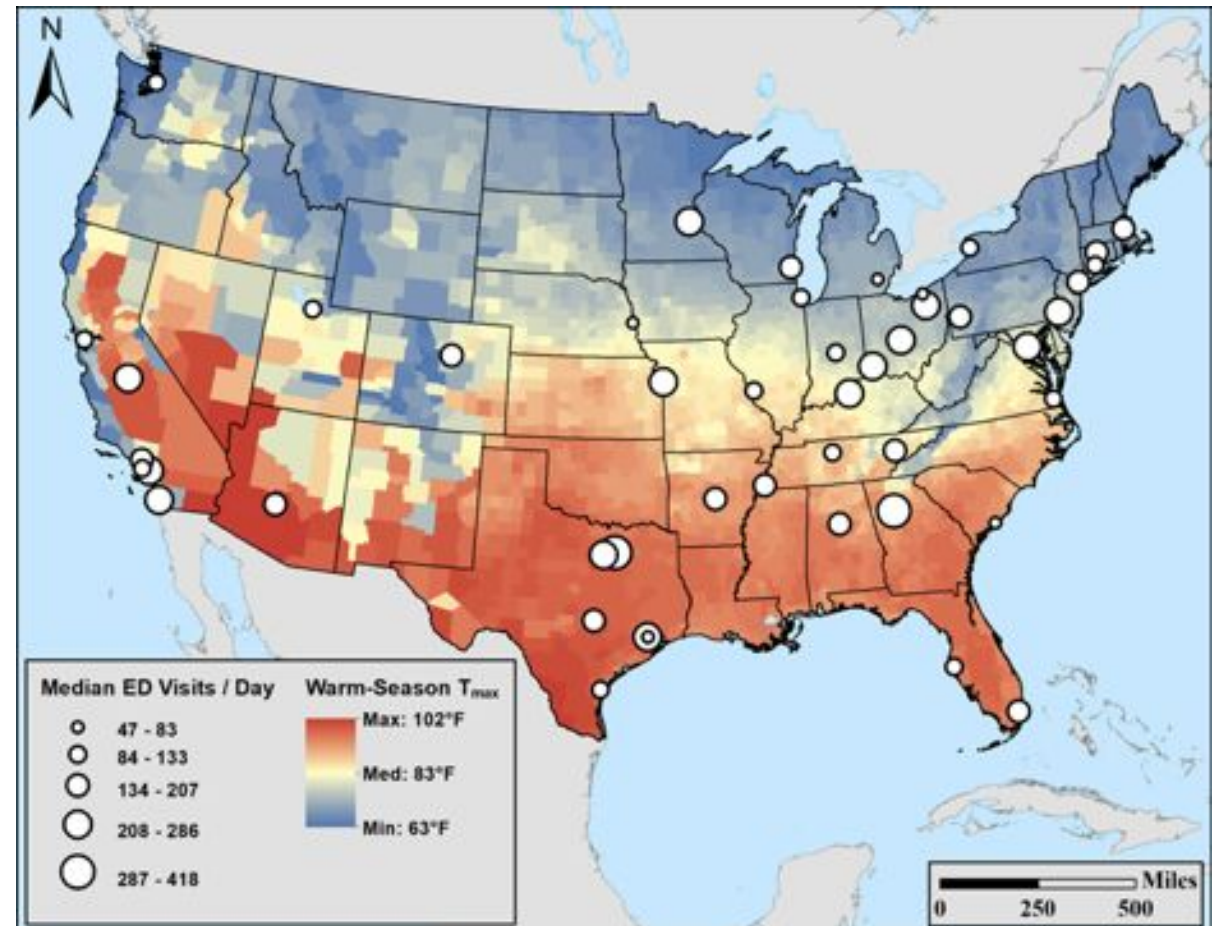 N
Median ED Visits / Day
47 - 83
84 - 133
134 - 207
208 - 286
287 - 418
Warm-Season Tmax
Max: 102°F
Med: 83°F
Min: 63°F
Miles
0 250 500